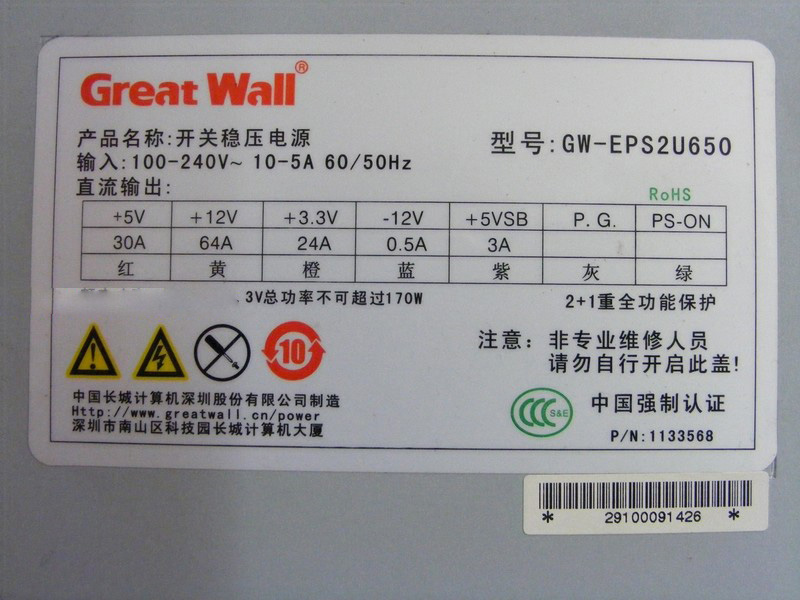 Great Wall®
产品名称:开关稳压电源
型号:GW-EPS2U650
输入:100-240V~ 10-5A 60/50Hz
直流输出:
RoHS
+5V +12V +3.3V -12V +5VSB P. G. PS-ON
30A 64A 24A 0.5A 3A
红 黄 橙 蓝 紫 灰 绿
.3V总功率不可超过170W
2+1重全功能保护
10
注意: 非专业维修人员
请勿自行开启此盖!
中国长城计算机深圳股份有限公司制造
Http://www.greatwall.cn/power
深圳市南山区科技园长城计算机大厦
CCC S&E
中国强制认证
P/N:1133568
* 29100091426 *